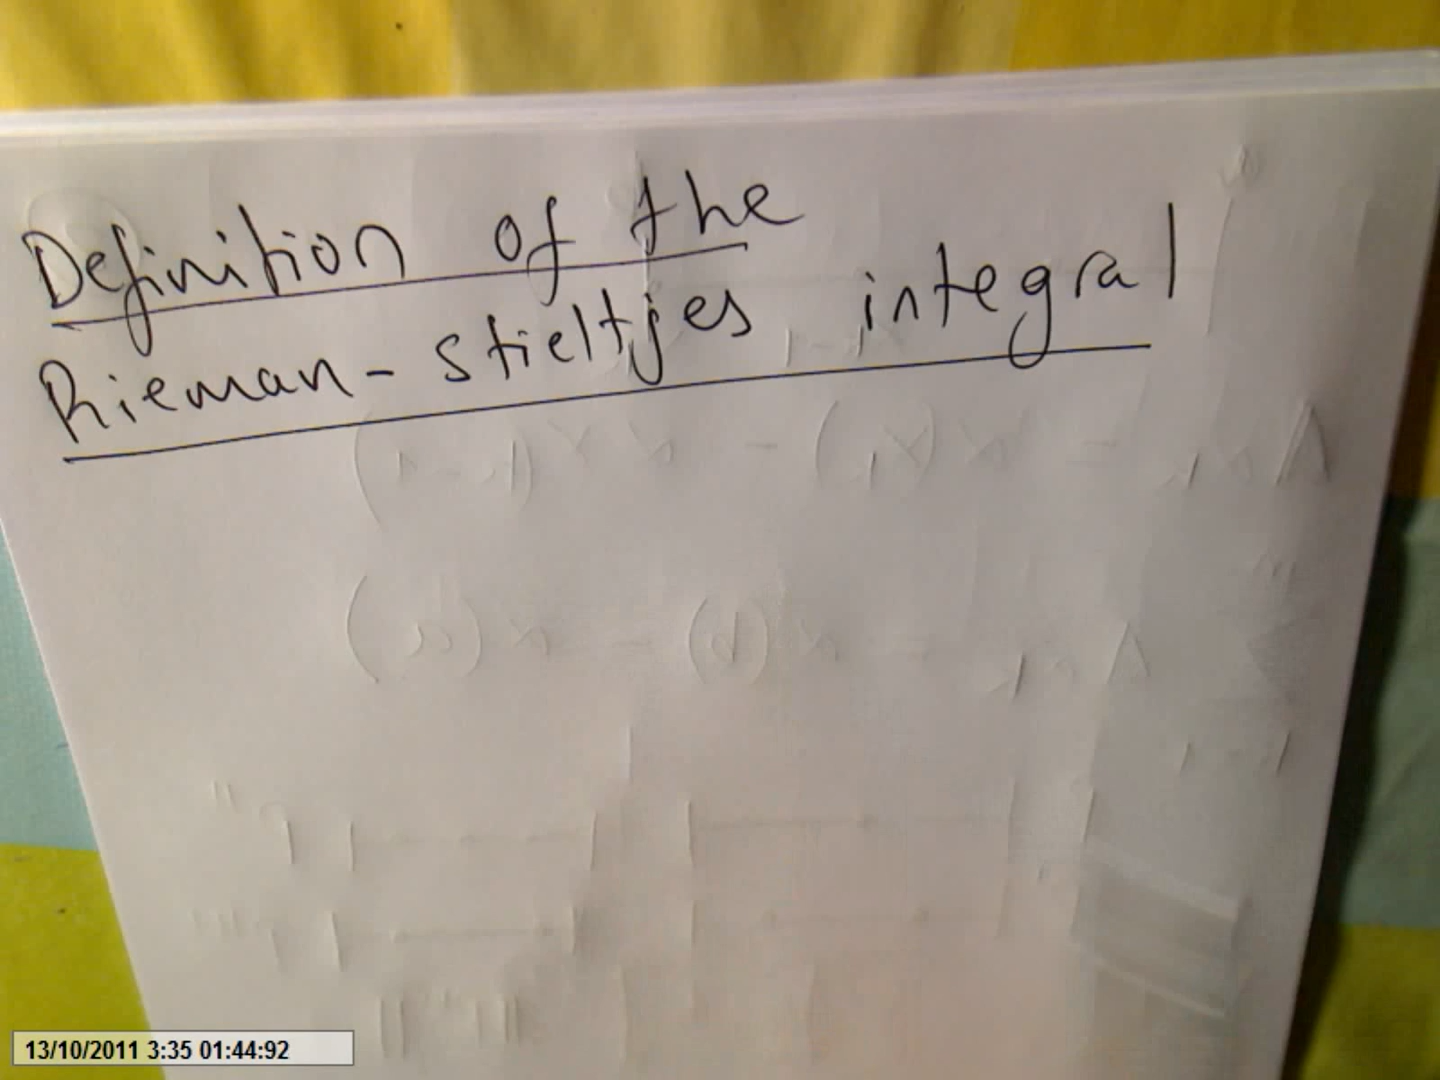 Definition of the
Rieman - stieltjes integral
13/10/2011 3:35 01:44:92